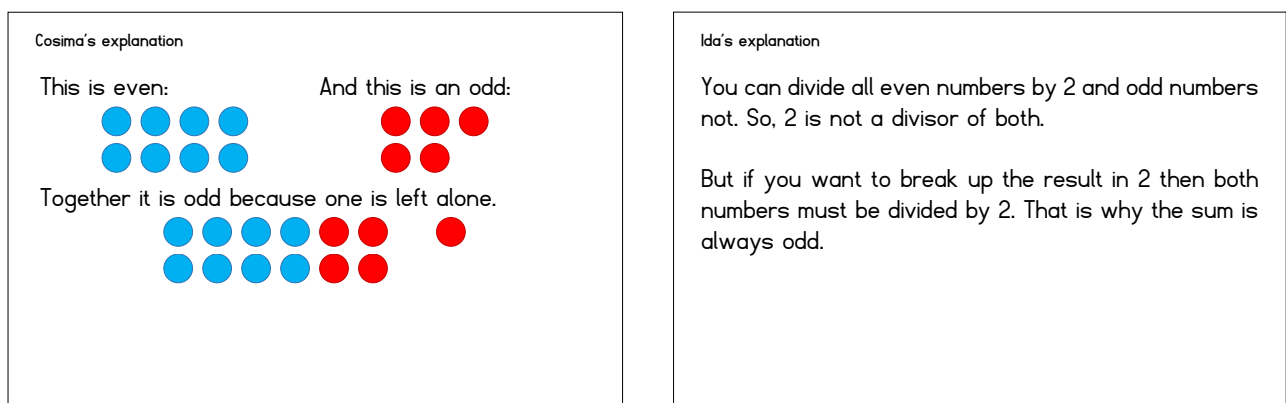 Cosima's explanation
This is even:
And this is an odd:
Together it is odd because one is left alone.
Ida's explanation
You can divide all even numbers by 2 and odd numbers
not. So, 2 is not a divisor of both.
But if you want to break up the result in 2 then both
numbers must be divided by 2. That is why the sum is
always odd.